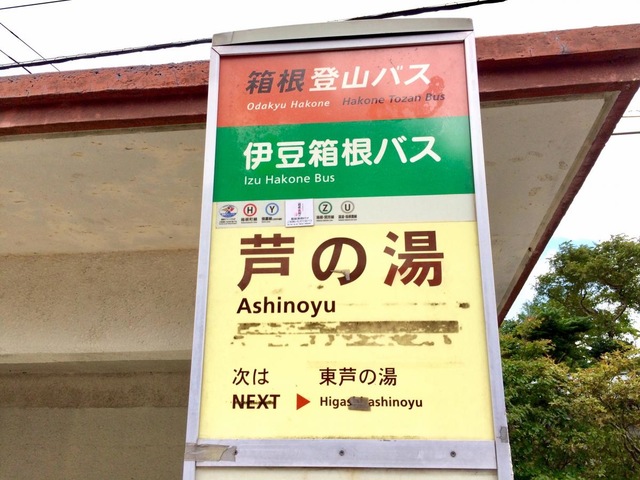 箱根登山バス
Odakyu Hakone Hakone Tozan Bus
伊豆箱根バス
Izu Hakone Bus
H Y Z U
芦の湯
Ashinoyu
次は 東芦の湯
NEXT Higashiashinoyu